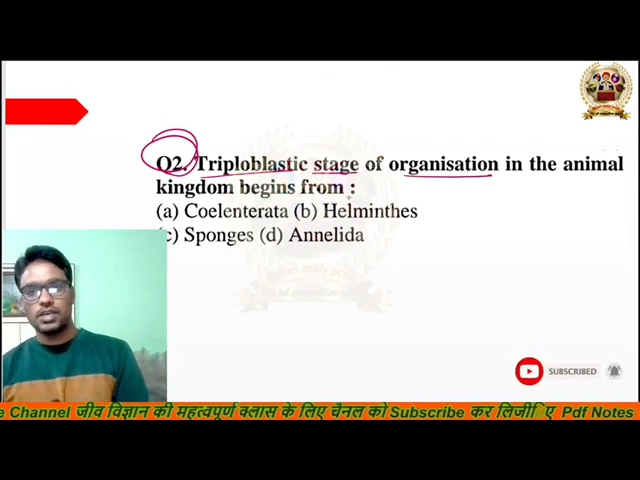 Q2. Triploblastic stage of organisation in the animal
kingdom begins from :
(a) Coelenterata (b) Helminthes
(c) Sponges (d) Annelida
SUBSCRIBED
e Channel जीव विज्ञान की महत्वपूर्ण क्लास के लिए चैनल को Subscribe कर लिजीिए Pdf Notes